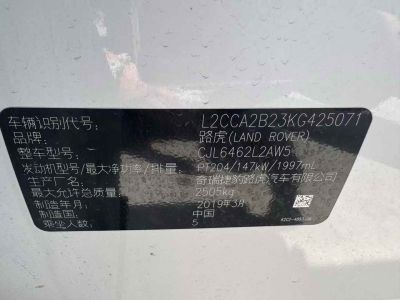 车辆识别代号: L2CCA2B23KG425071
品牌: 路虎(LAND ROVER)
整车型号: CJL6462L2AW5
发动机型号/最大净功率/排量: PT204/147kW/1997mL
生产厂名: 奇瑞捷豹路虎汽车有限公司
最大允许总质量: 2505kg
制造年月: 2019年3月
制造国: 中国
乘坐人数: 5